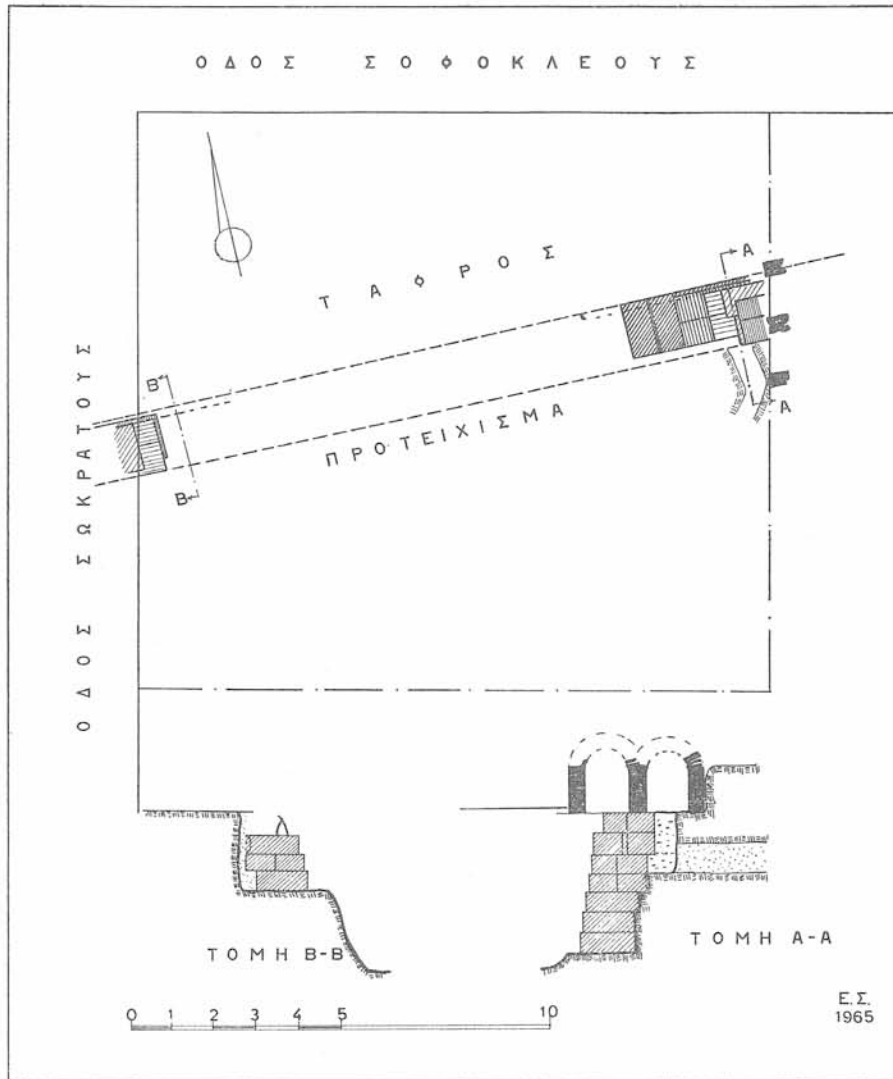 ΟΔΟΣ ΣΟΦΟΚΛΕΟΥΣ
ΤΑΦΡΟΣ
A
B
ΟΔΟΣ ΣΩΚΡΑΤΟΥΣ
ΠΡΟΤΕΙΧΙΣΜΑ
A
B
ΤΟΜΗ Β-Β
ΤΟΜΗ Α-Α
0 1 2 3 4 5 10
Ε.Σ.
1965